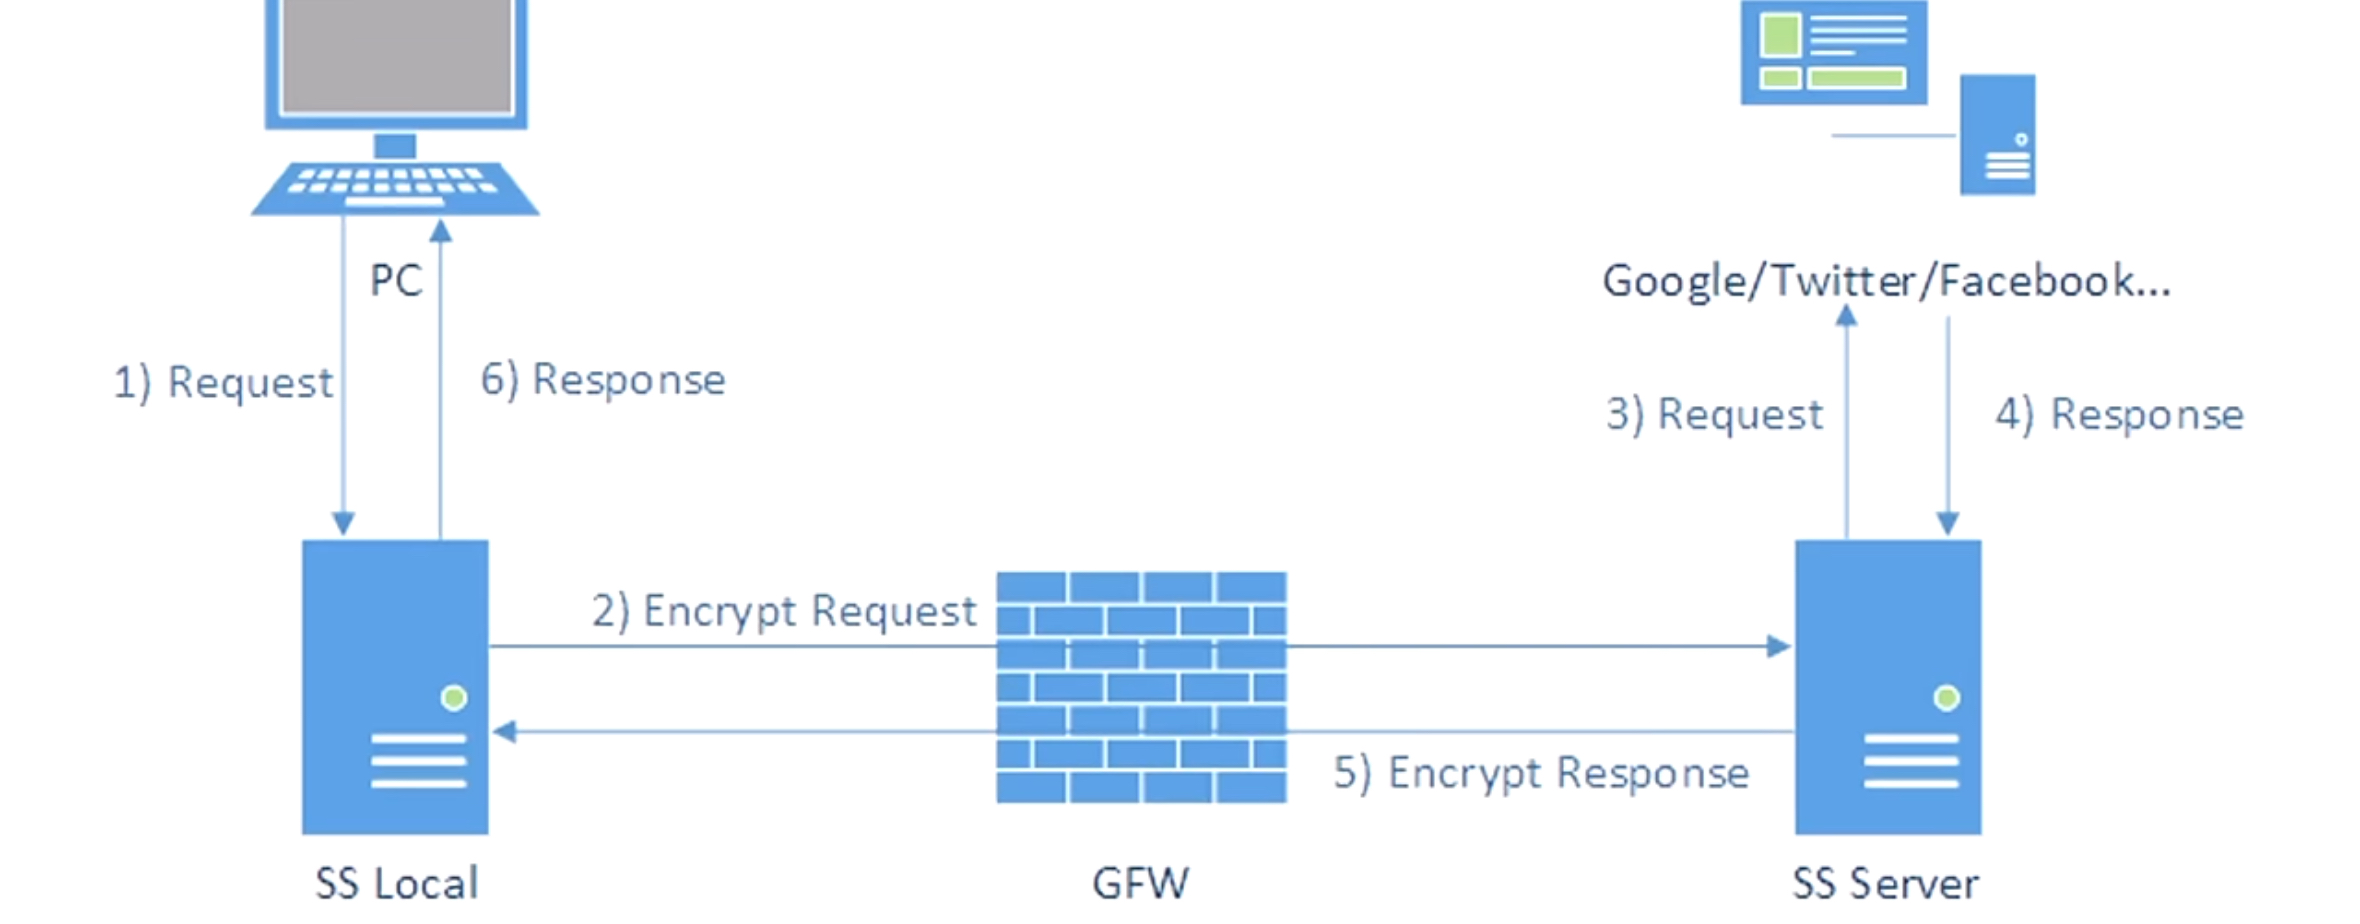 PC
Google/Twitter/Facebook...
1) Request
6) Response
3) Request
4) Response
2) Encrypt Request
5) Encrypt Response
SS Local
GFW
SS Server